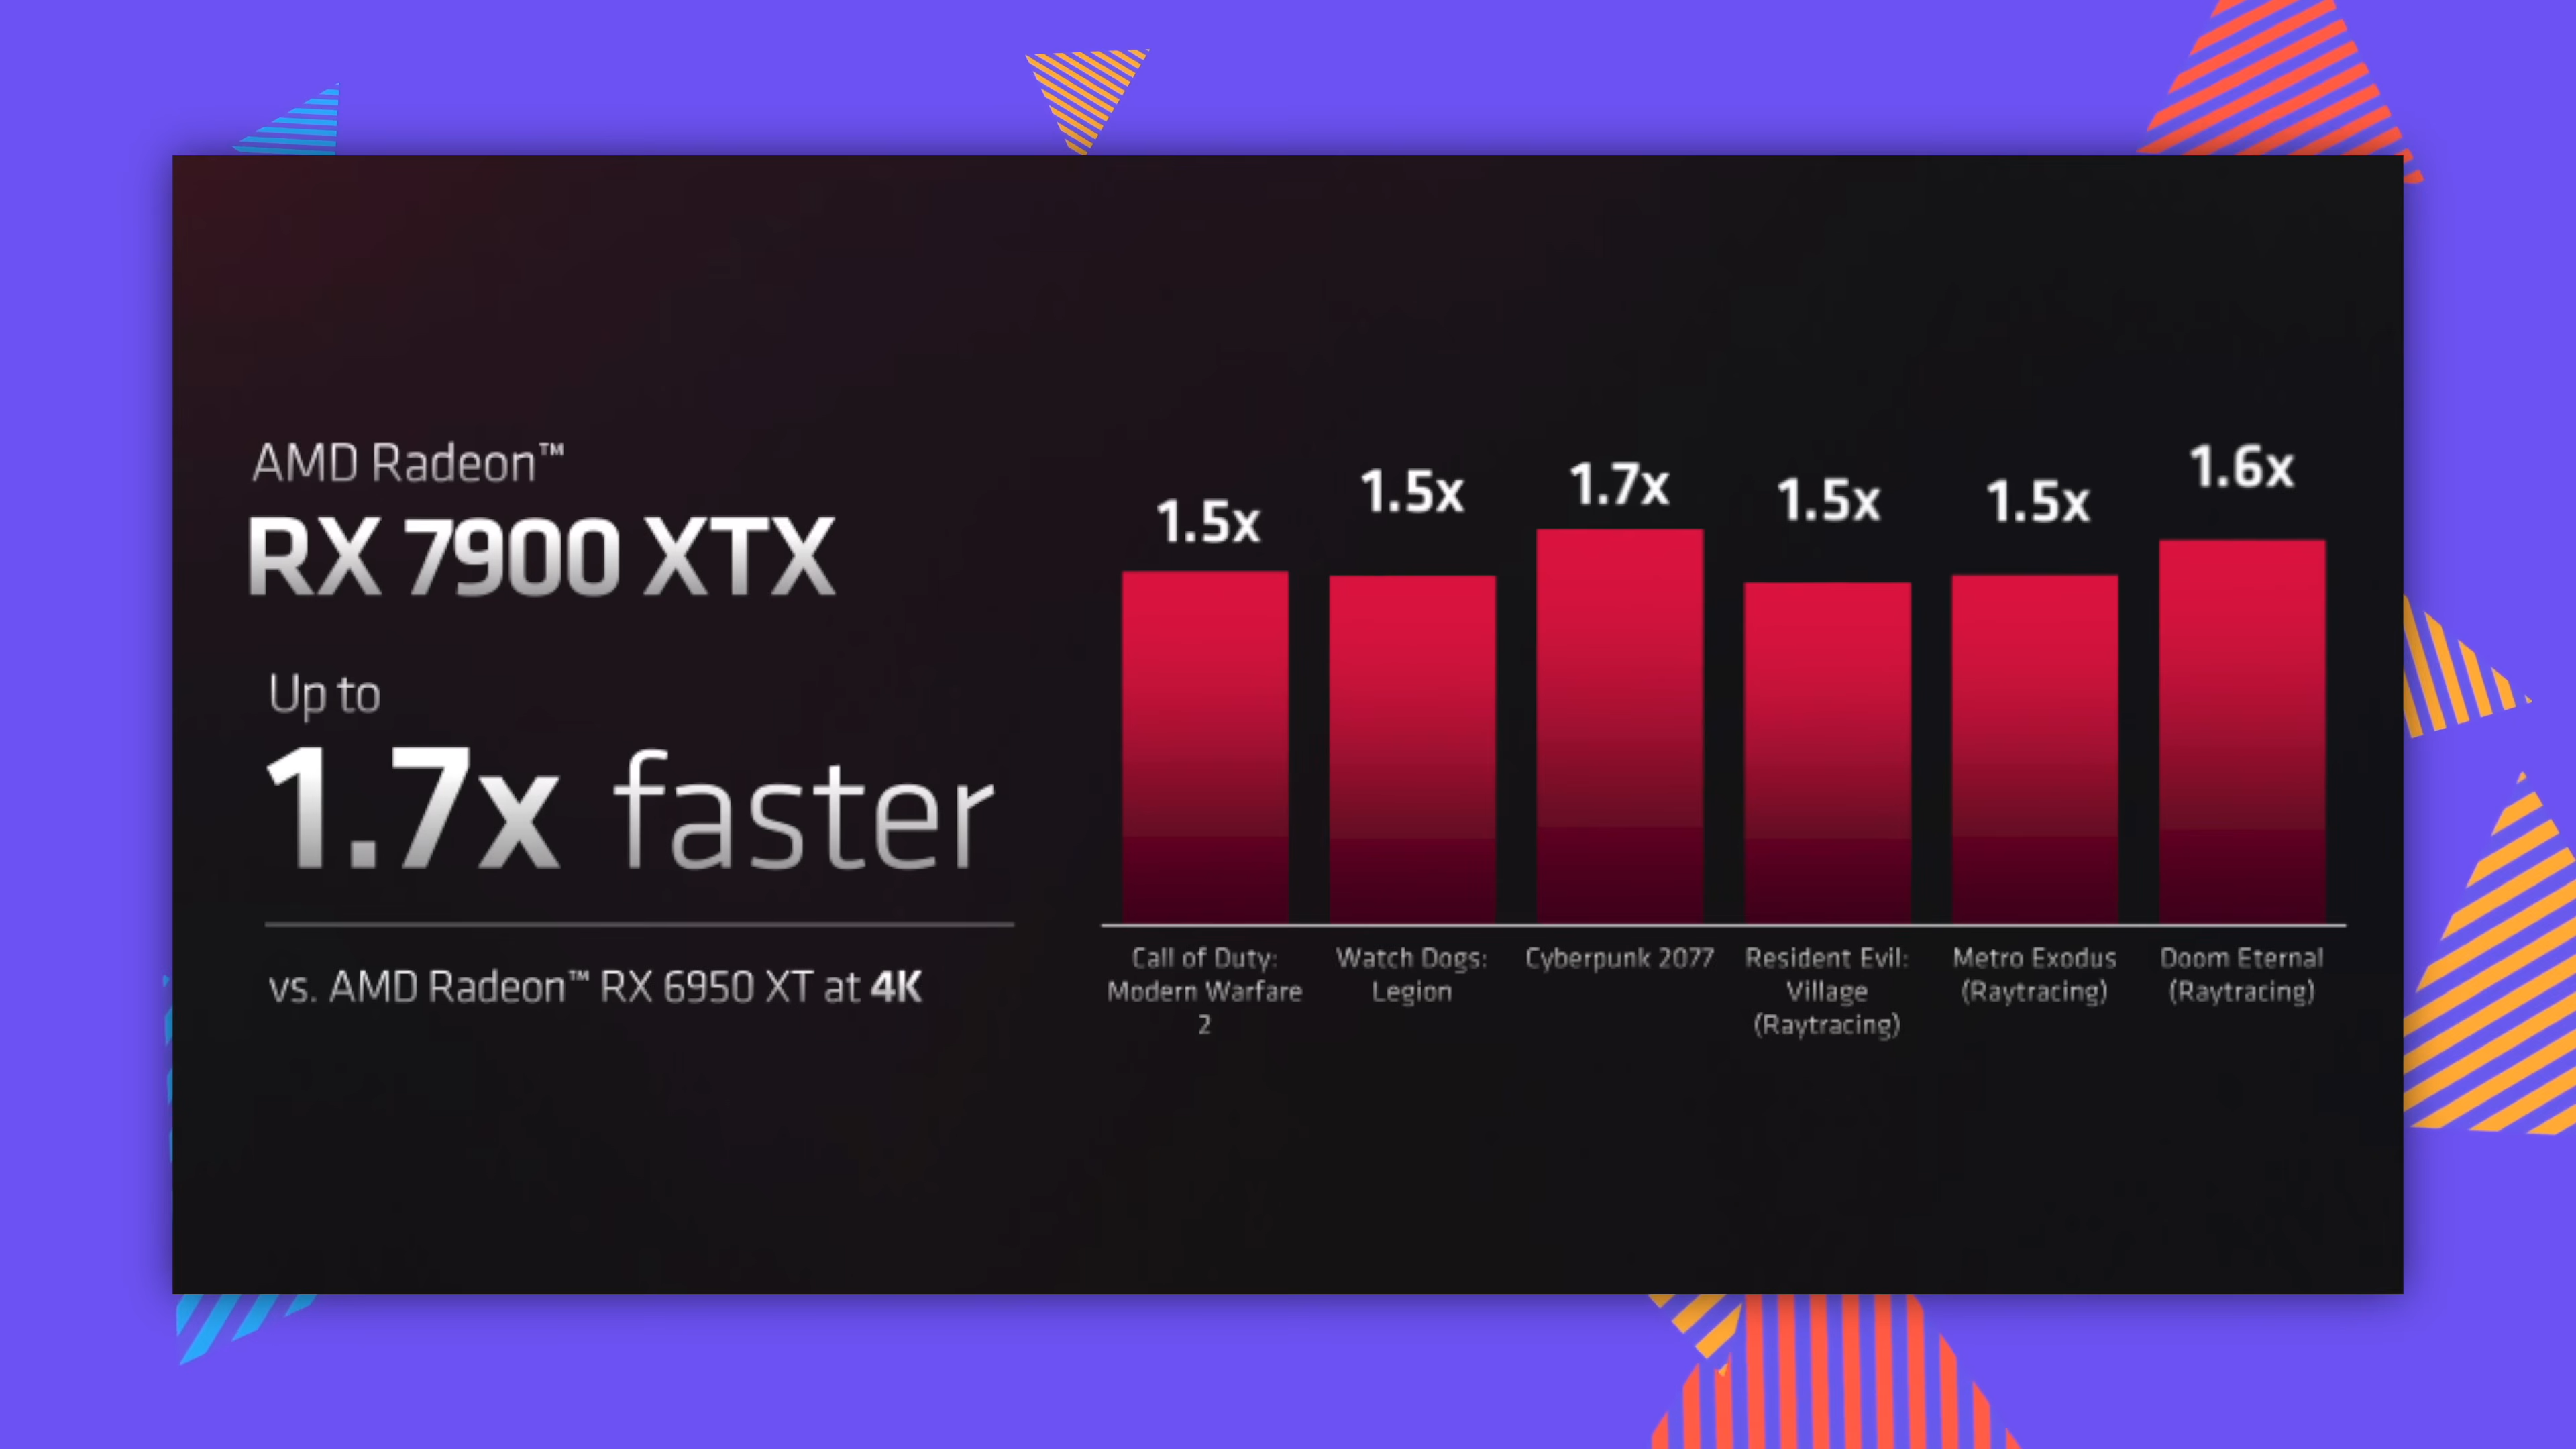 AMD Radeon™
RX 7900 XTX
Up to
1.7x faster
vs. AMD Radeon™ RX 6950 XT at 4K
1.5x
1.5x
1.7x
1.5x
1.5x
1.6x
Call of Duty:
Modern Warfare
2
Watch Dogs:
Legion
Cyberpunk 2077
Resident Evil:
Village
(Raytracing)
Metro Exodus
(Raytracing)
Doom Eternal
(Raytracing)